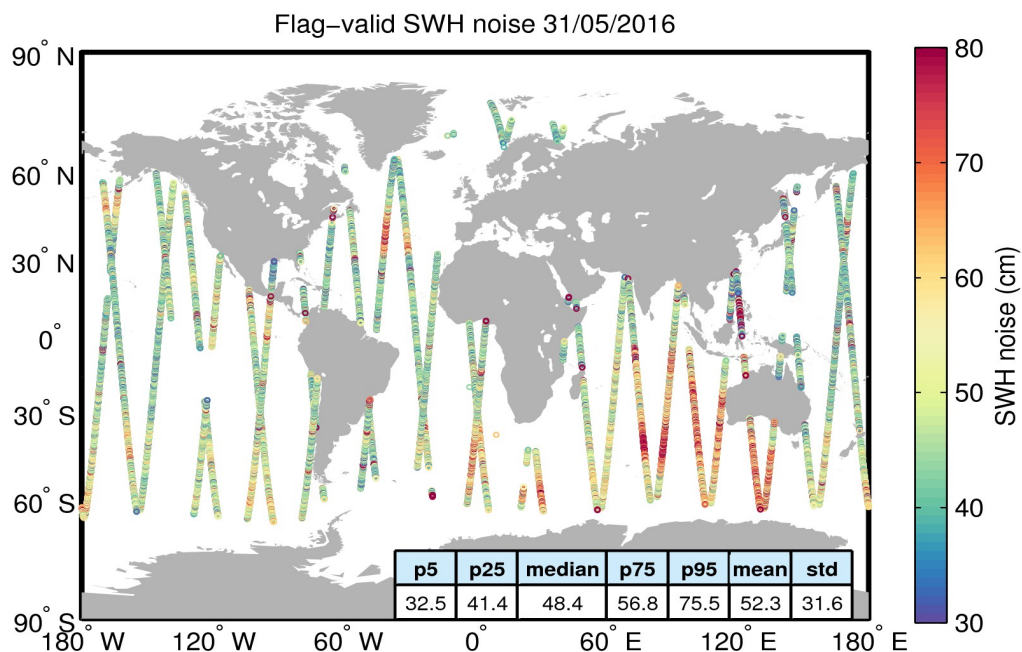 Flag−valid SWH noise 31/05/2016
90° N
60° N
30° N
0°
30° S
60° S
90° S
180° W
120° W
60° W
0°
60° E
120° E
180° E
80
70
60
50
40
30
SWH noise (cm)
p5 p25 median p75 p95 mean std
32.5 41.4 48.4 56.8 75.5 52.3 31.6